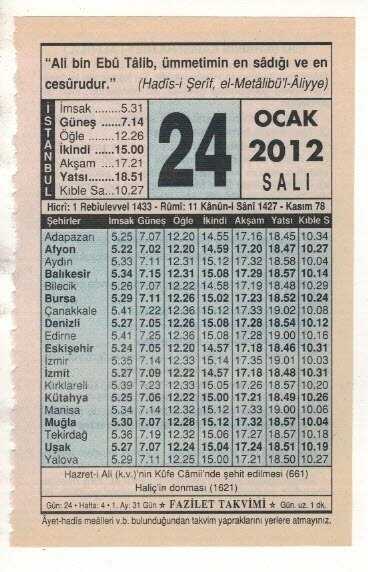 “Ali bin Ebû Tâlib, ümmetimin en sâdığı ve en
cesûrudur.” (Hadîs-i Şerîf, el-Metâlibü'l-Âliyye)
İSTANBUL
İmsak ........5.31
Güneş ......7.14
Öğle .......12.26
İkindi .....15.00
Akşam ....17.21
Yatsı.......18.51
Kıble Sa...10.27
24
OCAK
2012
SALI
Hicrî: 1 Rebiulevvel 1433 - Rûmî: 11 Kânûn-i Sânî 1427 - Kasım 78
Şehirler İmsak Güneş Öğle İkindi Akşam Yatsı Kıble S
Adapazarı 5.25 7.07 12.20 14.55 17.16 18.45 10.34
Afyon 5.22 7.02 12.20 14.59 17.20 18.47 10.27
Aydın 5.33 7.11 12.31 15.12 17.32 18.58 10.04
Balıkesir 5.34 7.15 12.31 15.08 17.29 18.57 10.14
Bilecik 5.26 7.07 12.22 14.58 17.19 18.48 10.29
Bursa 5.29 7.11 12.26 15.02 17.23 18.52 10.24
Çanakkale 5.41 7.22 12.36 15.12 17.33 19.02 10.08
Denizli 5.27 7.05 12.26 15.08 17.28 18.54 10.12
Edirne 5.41 7.25 12.36 15.08 17.28 19.00 10.16
Eskişehir 5.24 7.05 12.20 14.57 17.18 18.46 10.31
İzmir 5.35 7.14 12.33 15.14 17.35 19.01 10.03
İzmit 5.27 7.09 12.22 14.57 17.18 18.48 10.31
Kırklareli 5.39 7.23 12.33 15.05 17.26 18.57 10.20
Kütahya 5.25 7.06 12.22 15.00 17.21 18.49 10.26
Manisa 5.34 7.14 12.32 15.12 17.33 19.00 10.06
Muğla 5.30 7.07 12.28 15.12 17.32 18.57 10.04
Tekirdağ 5.36 7.19 12.32 15.06 17.27 18.57 10.18
Uşak 5.27 7.07 12.24 15.04 17.24 18.51 10.19
Yalova 5.29 7.12 12.25 15.00 17.21 18.50 10.27
Hazret-i Ali (k.v.)'nin Kûfe Câmii'nde şehit edilmesi (661)
Haliç'in donması (1621)
Gün: 24 • Hafta: 4 • 1. Ay: 31 Gün ★ FAZİLET TAKVİMİ ★ Gün. uz. 1 dk.
Âyet-hadîs meâlleri v.b. bulunduğundan takvim yapraklarını yerlere atmayınız.